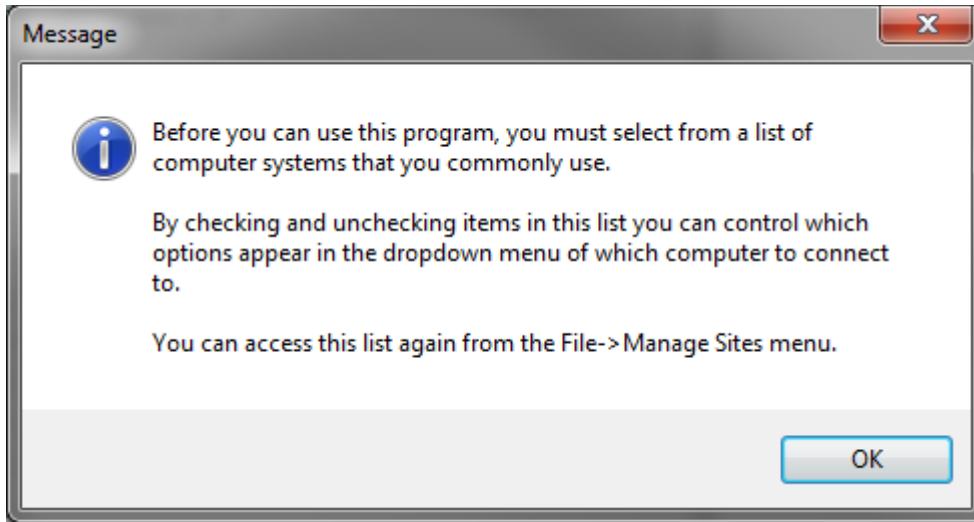 Message
Before you can use this program, you must select from a list of
computer systems that you commonly use.
By checking and unchecking items in this list you can control which
options appear in the dropdown menu of which computer to connect
to.
You can access this list again from the File->Manage Sites menu.
OK